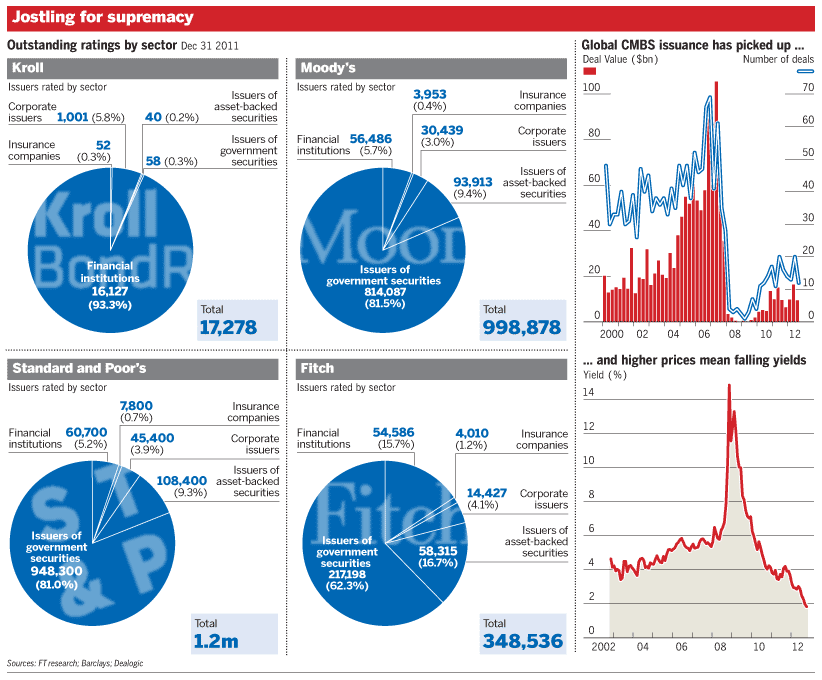 Jostling for supremacy
Outstanding ratings by sector Dec 31 2011
Kroll
Issuers rated by sector
Corporate
issuers 1,001 (5.8%)
40 (0.2%)
Issuers of
asset-backed
securities
Insurance
companies
52
(0.3%)
58 (0.3%)
Issuers of
government
securities
Kroll
BondR
Financial
institutions
16,127
(93.3%)
Total
17,278
Moody's
Issuers rated by sector
3,953
(0.4%)
Insurance
companies
Financial
institutions
56,486
(5.7%)
30,439
(3.0%)
Corporate
issuers
93,913
(9.4%)
Issuers of
asset-backed
securities
Mood
Issuers of
government securities
814,087
(81.5%)
Total
998,878
Standard and Poor's
Issuers rated by sector
7,800
(0.7%)
Insurance
companies
Financial
institutions
60,700
(5.2%)
45,400
(3.9%)
Corporate
issuers
108,400
(9.3%)
Issuers of
asset-backed
securities
S T
& P
Issuers of
government
securities
948,300
(81.0%)
Total
1.2m
Fitch
Issuers rated by sector
Financial
institutions
54,586
(15.7%)
4,010
(1.2%)
Insurance
companies
14,427
(4.1%)
Corporate
issuers
Issuers of
asset-backed
securities
58,315
(16.7%)
Fitch
Issuers of
government
securities
217,198
(62.3%)
Total
348,536
Global CMBS issuance has picked up ...
Deal Value ($bn)
Number of deals
100
80
60
40
20
0
70
60
50
40
30
20
10
0
2000 02 04 06 08 10 12
... and higher prices mean falling yields
Yield (%)
14
12
10
8
6
4
2
0
2002 04 06 08 10 12
Sources: FT research; Barclays; Dealogic